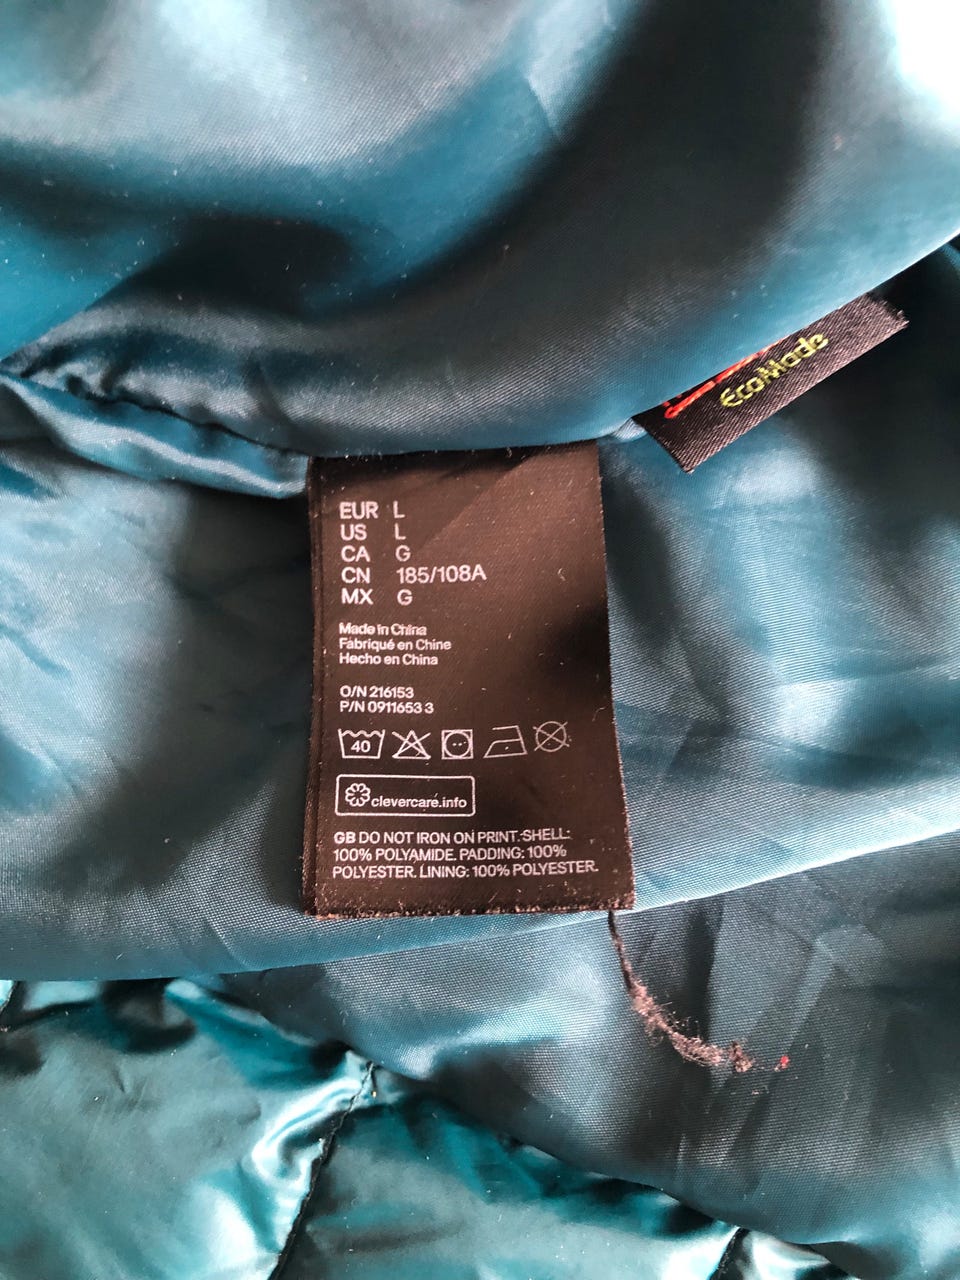 EcoMade
EUR L
US L
CA G
CN 185/108A
MX G
Made in China
Fabriqué en Chine
Hecho en China
O/N 216153
P/N 0911653 3
40
clevercare.info
GB DO NOT IRON ON PRINT. SHELL:
100% POLYAMIDE. PADDING: 100%
POLYESTER. LINING: 100% POLYESTER.